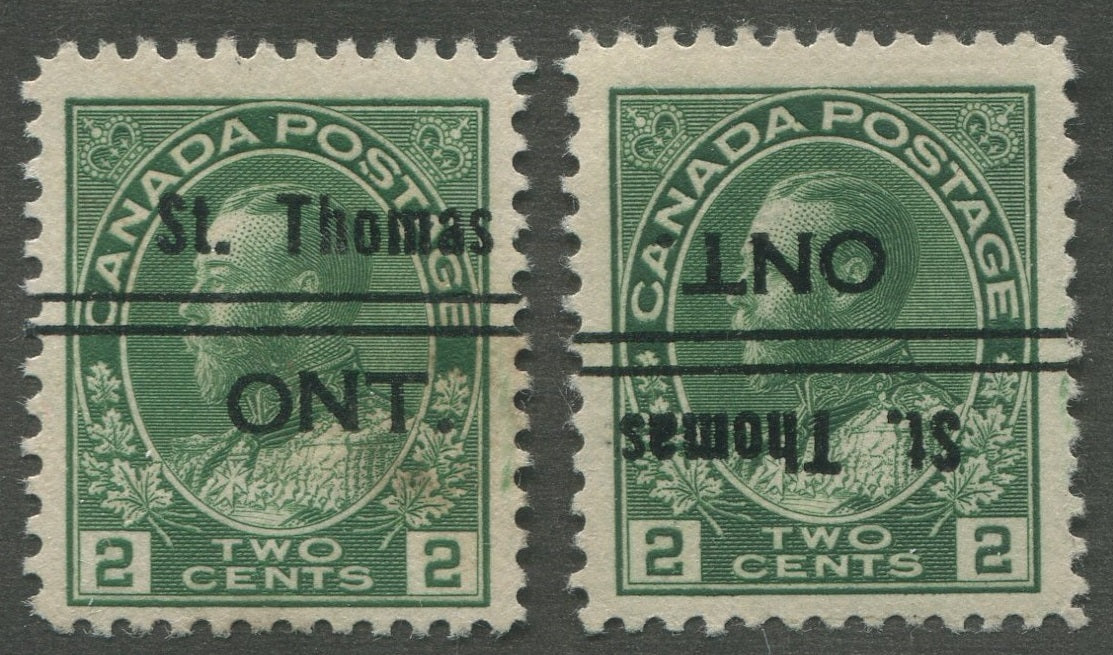 CANADA POSTAGE
St. Thomas
ONT.
2 TWO CENTS 2
CANADA POSTAGE
ONT
St. Thomas
2 TWO CENTS 2